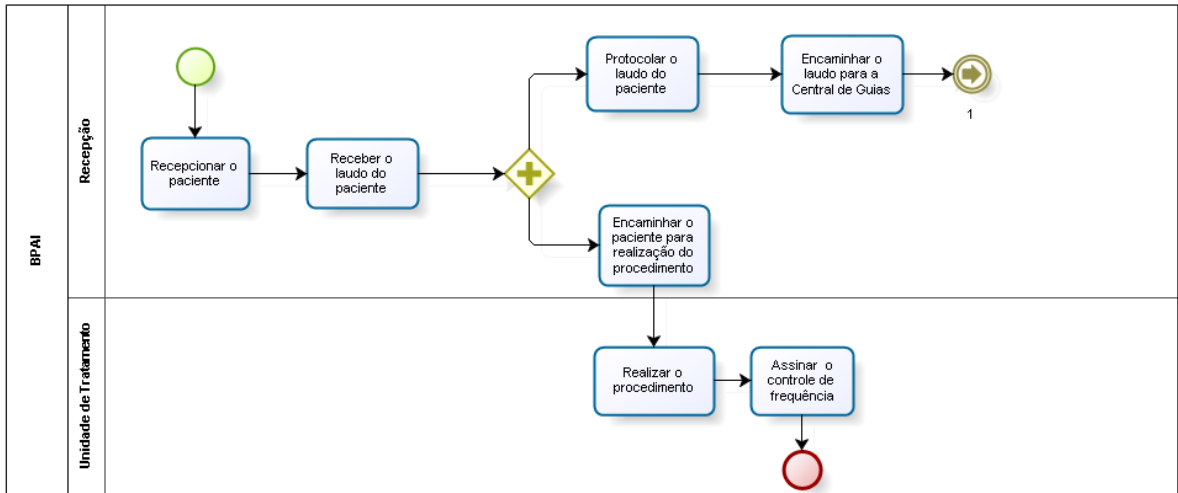 BPAI
Recepção
Recepcionar o
paciente
Receber o
laudo do
paciente
Protocolar o
laudo do
paciente
Encaminhar o
laudo para a
Central de Guias
1
Encaminhar o
paciente para
realização do
procedimento
Unidade de Tratamento
Realizar o
procedimento
Assinar o
controle de
frequência